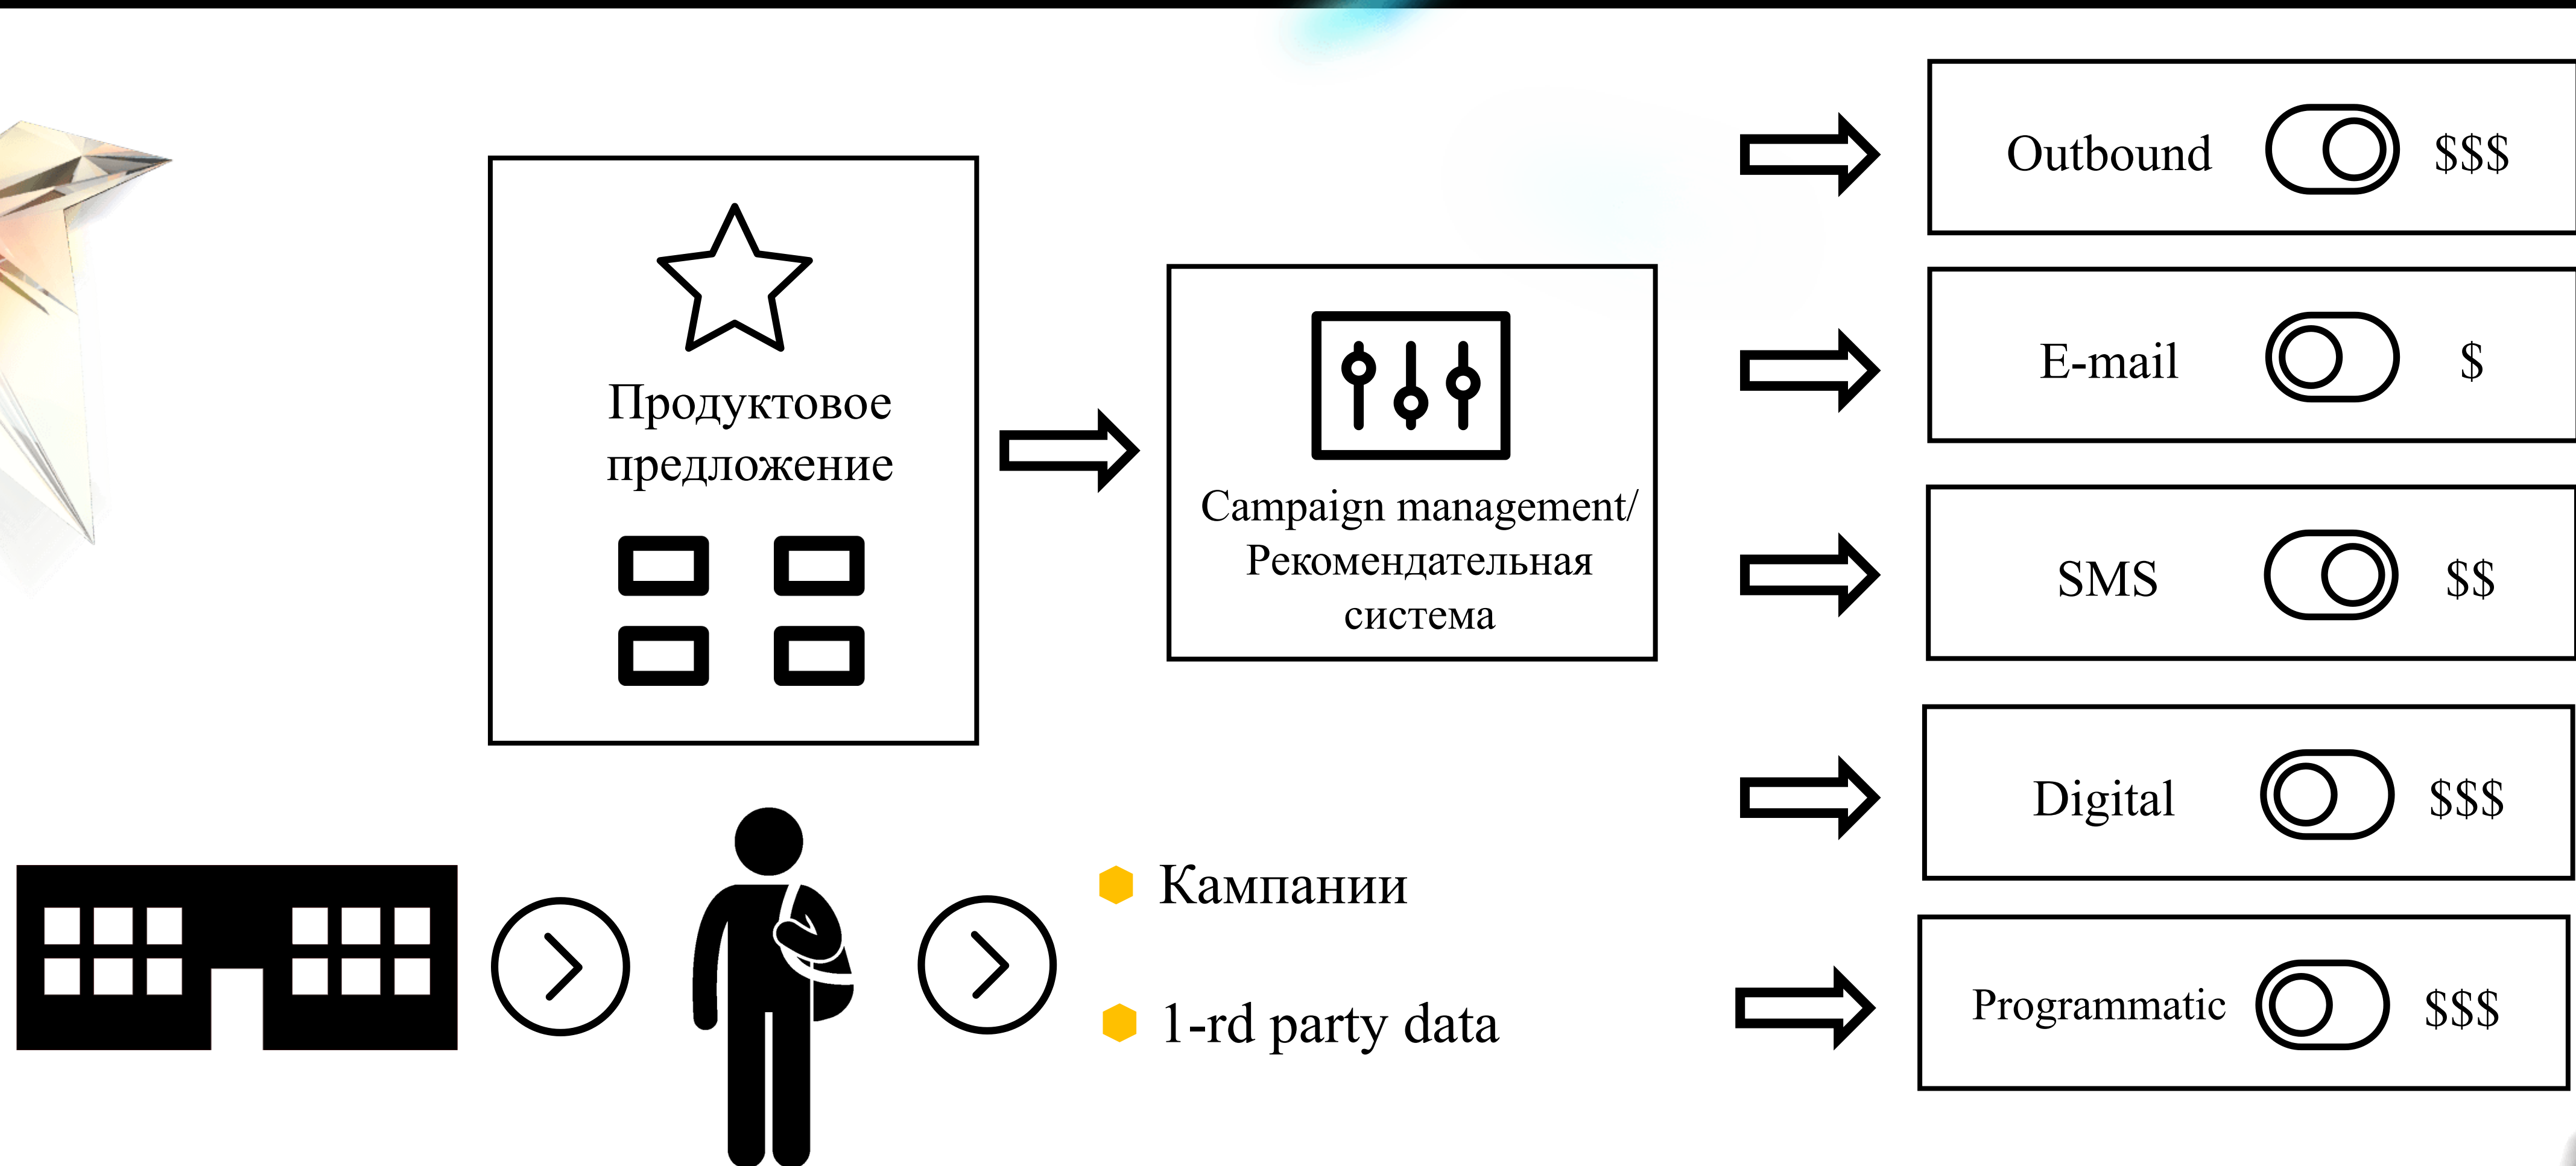 Продуктовое
предложение
Campaign management/
Рекомендательная
система
Outbound $$$
E-mail $
SMS $$
Digital $$$
Programmatic $$$
Кампании
1-rd party data